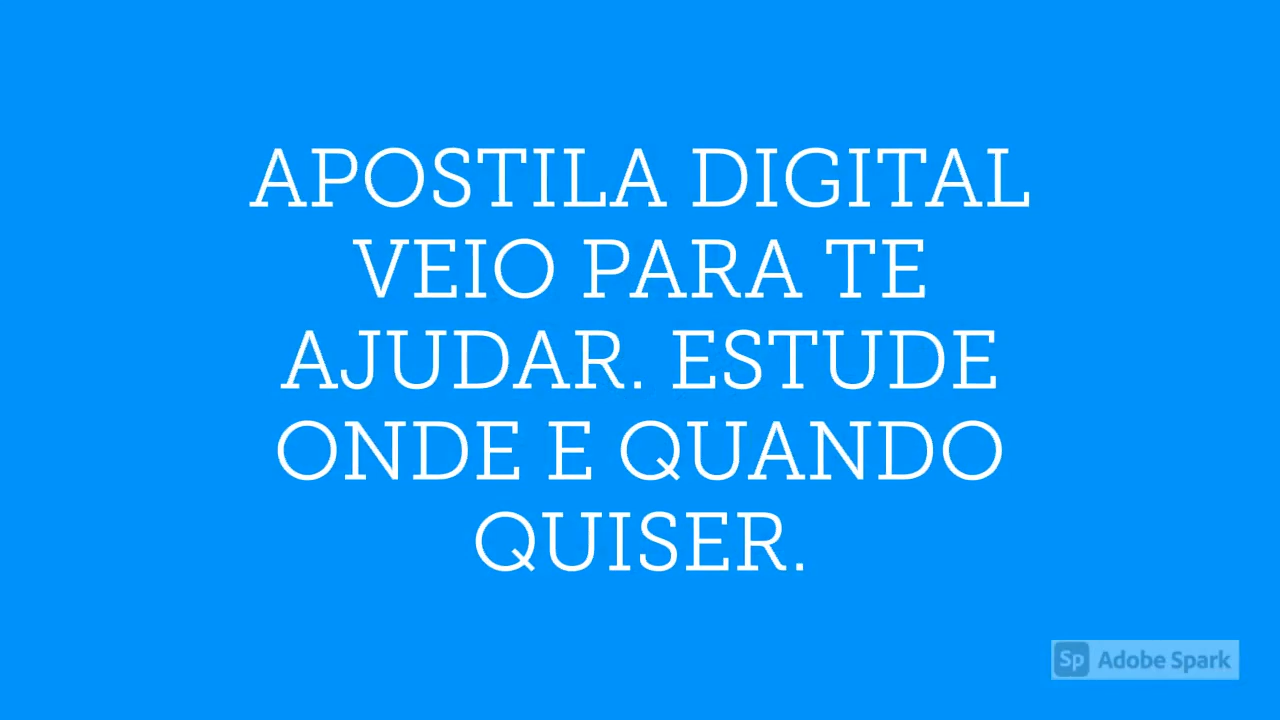 APOSTILA DIGITAL
VEIO PARA TE
AJUDAR. ESTUDE
ONDE E QUANDO
QUISER.
Sp Adobe Spark